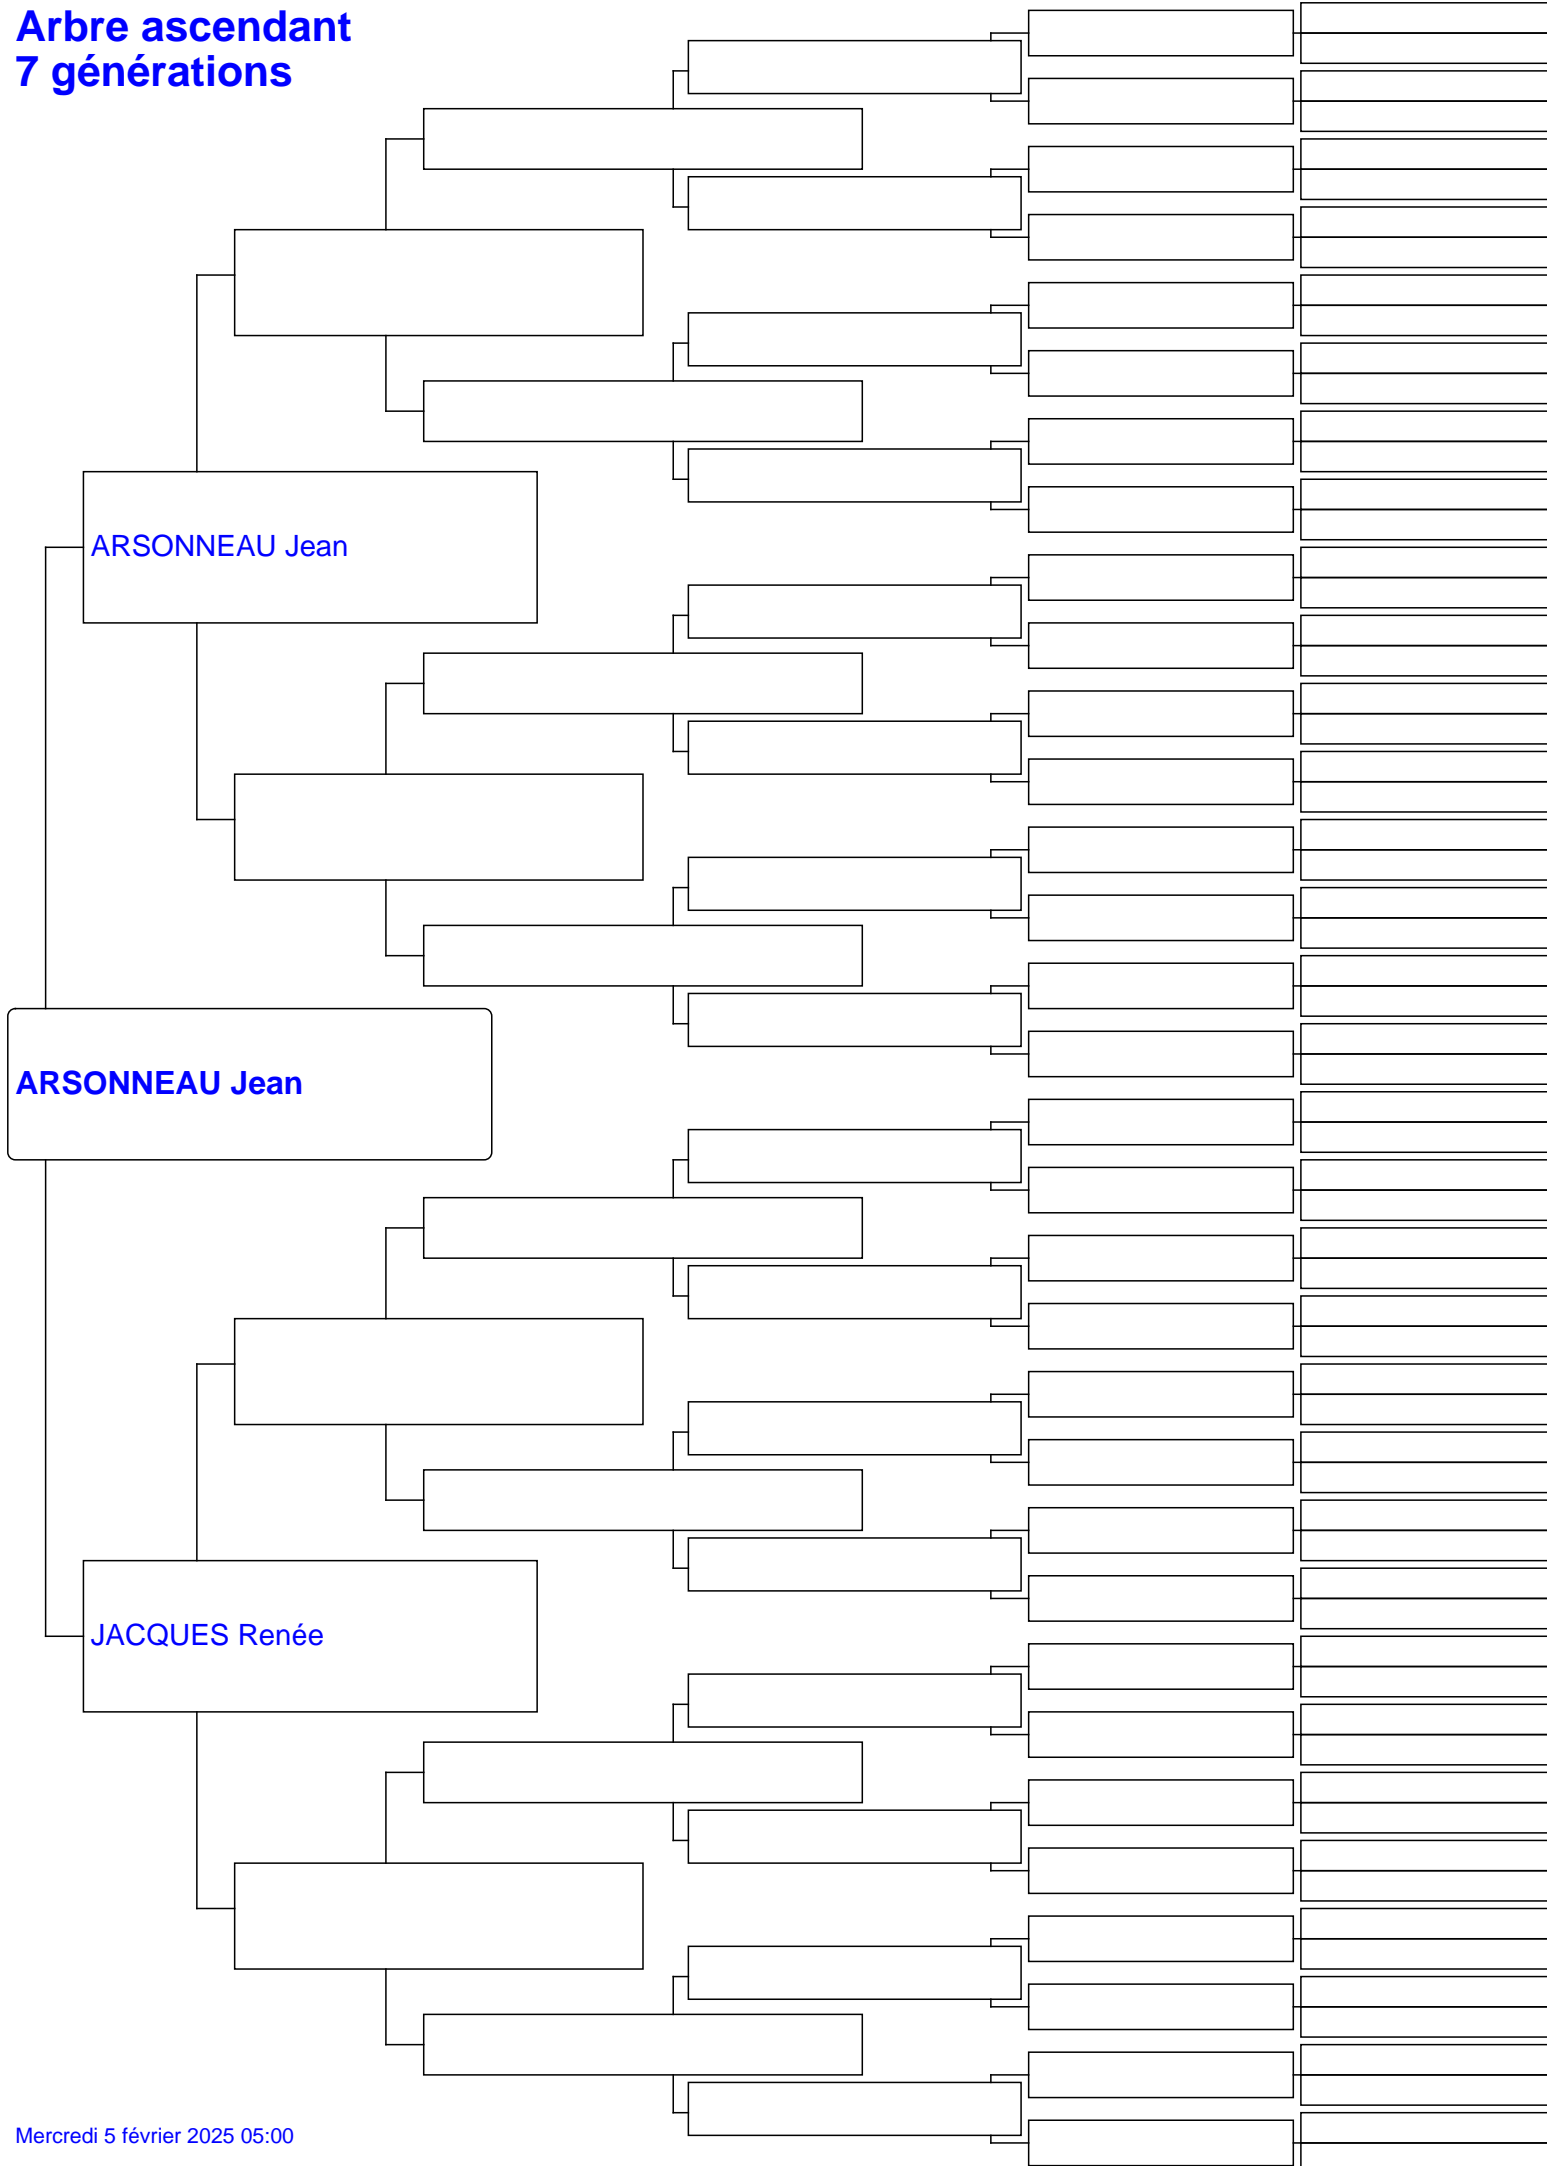 Arbre ascendant
7 générations
ARSONNEAU Jean
ARSONNEAU Jean
JACQUES Renée
Mercredi 5 février 2025 05:00